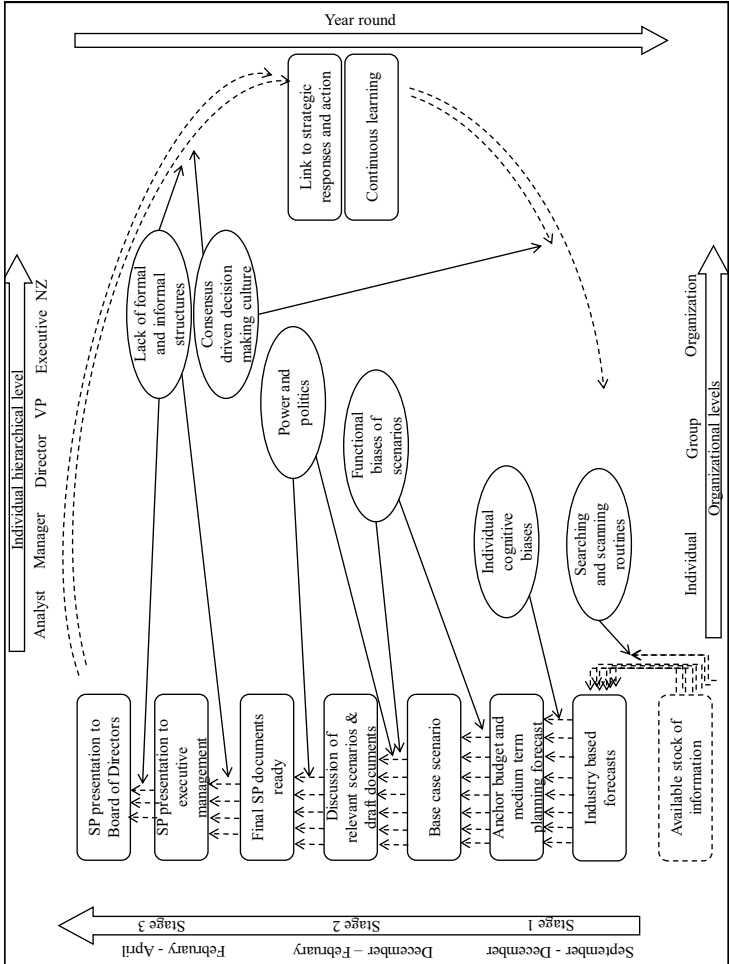 Year round
Individual hierarchical level
Analyst Manager Director VP Executive NZ
SP presentation to
Board of Directors
SP presentation to
executive
management
Final SP documents
ready
Discussion of
relevant scenarios &
draft documents
Base case scenario
Anchor budget and
medium term
planning forecast
Industry based
forecasts
Available stock of
information
Lack of formal
and informal
structures
Consensus
driven decision
making culture
Power and
politics
Functional
biases of
scenarios
Individual
cognitive
biases
Searching
and scanning
routines
Link to strategic
responses and action
Continuous learning
Individual Group Organization
Organizational levels
Stage 3
February - April
Stage 2
December – February
Stage 1
September - December